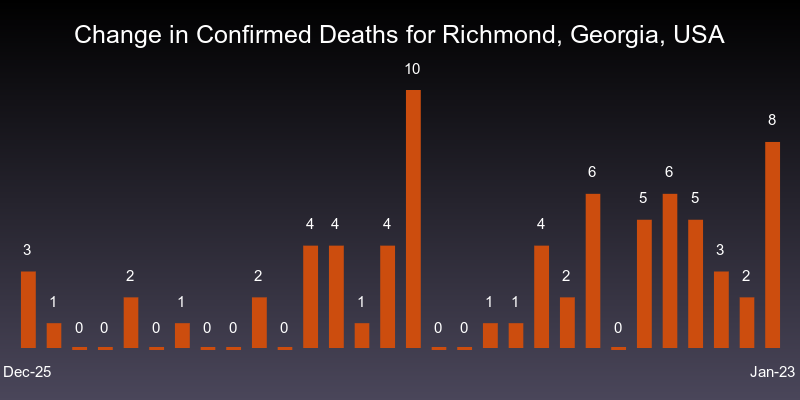 Change in Confirmed Deaths for Richmond, Georgia, USA
10
8
6 6
5 5
4 4 4 4
3 3
2 2 2 2
1 1 1 1 1
0 0 0 0 0 0 0 0 0 0
Dec-25 Jan-23